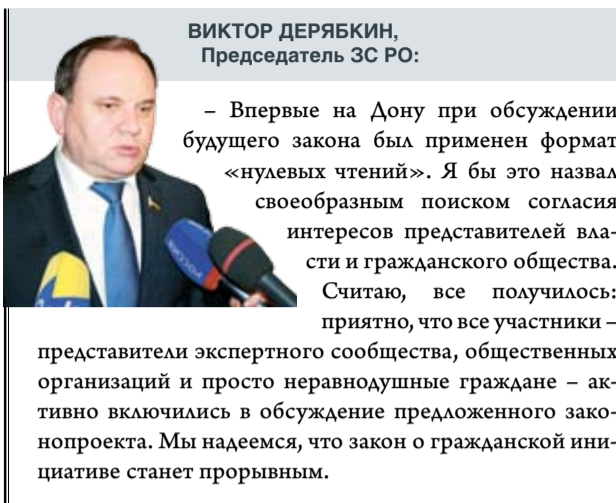 ВИКТОР ДЕРЯБКИН,
Председатель ЗС РО:
– Впервые на Дону при обсуждении
будущего закона был применен формат
«нулевых чтений». Я бы это назвал
своеобразным поиском согласия
интересов представителей вла-
сти и гражданского общества.
Считаю, все получилось:
приятно, что все участники –
представители экспертного сообщества, общественных
организаций и просто неравнодушные граждане – ак-
тивно включились в обсуждение предложенного зако-
нопроекта. Мы надеемся, что закон о гражданской ини-
циативе станет прорывным.
РОССИЯ